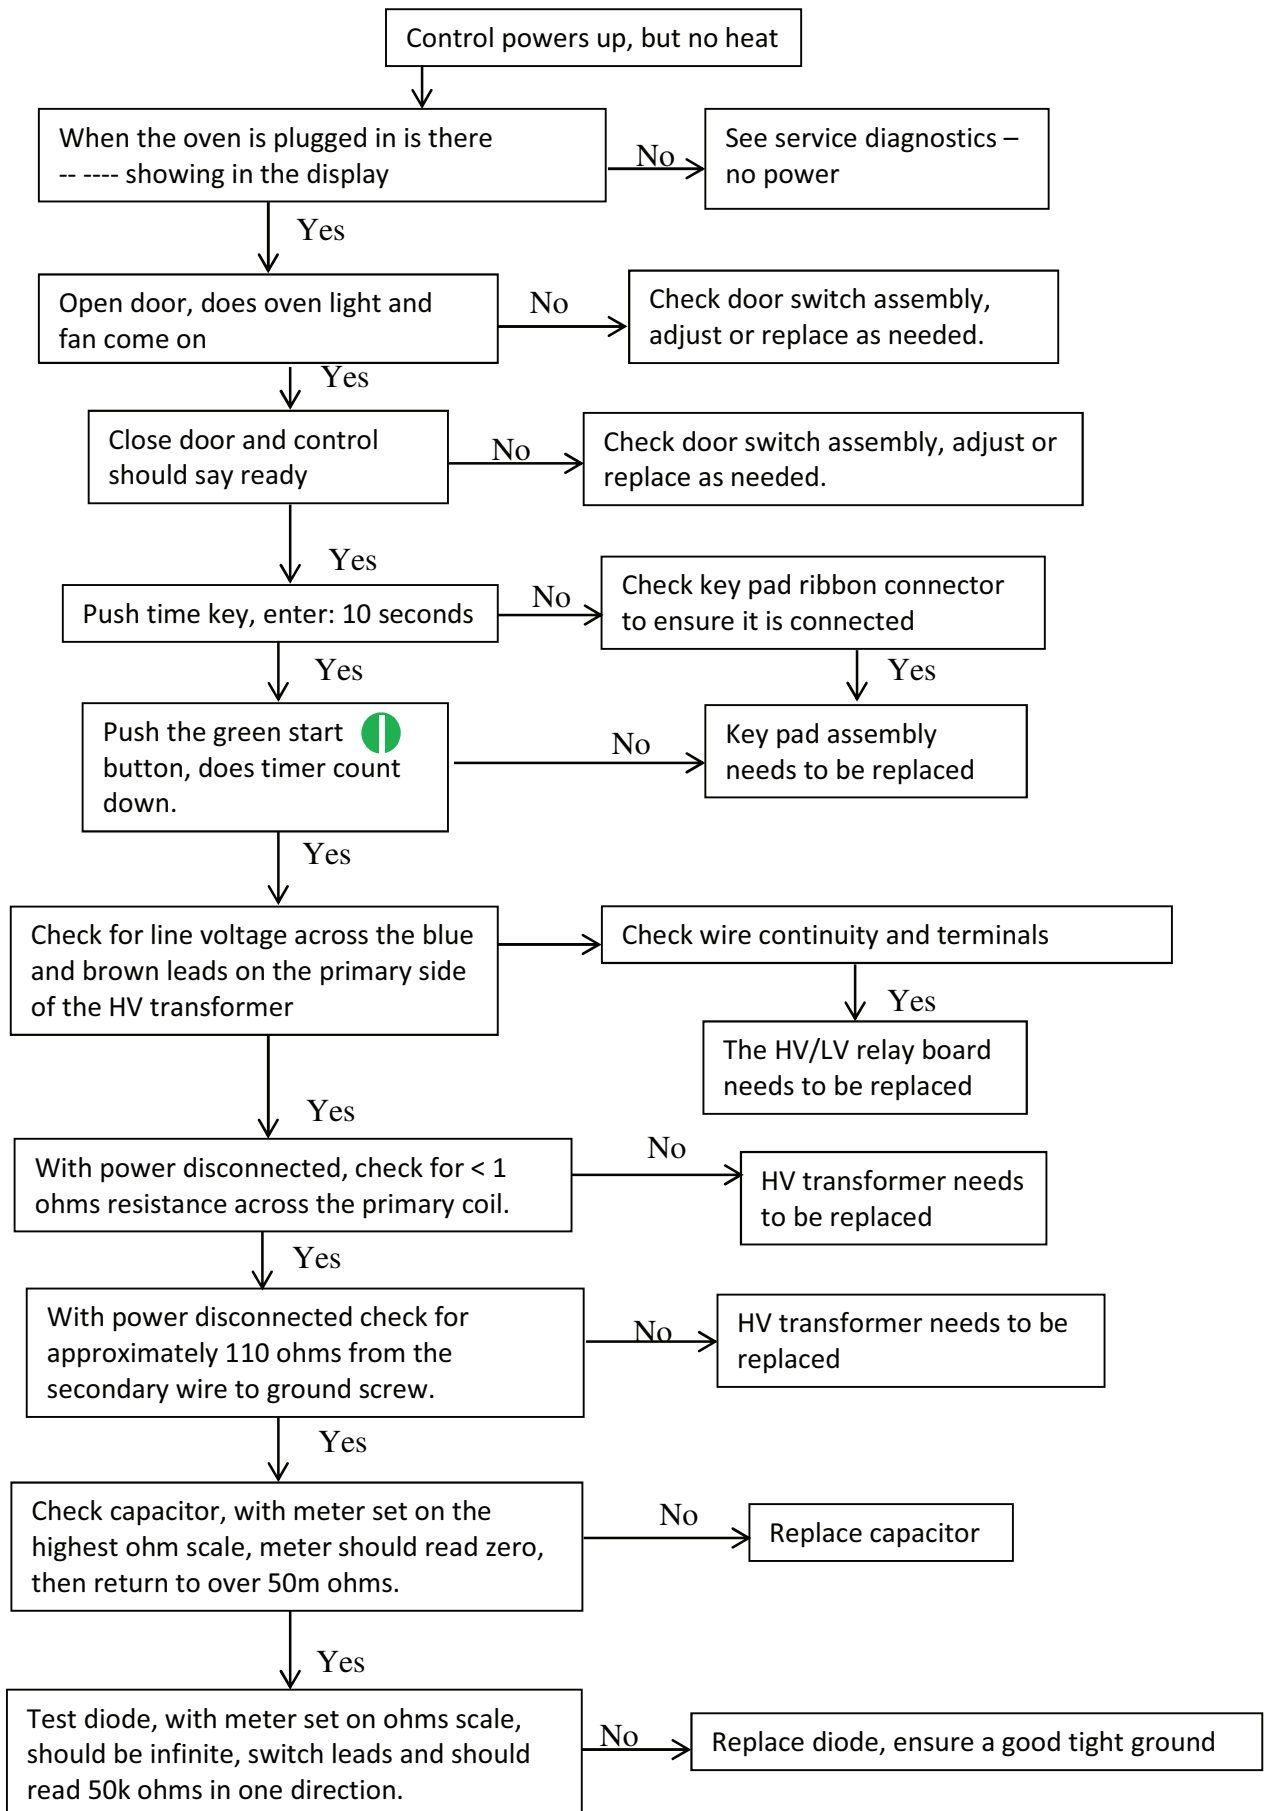 Control powers up, but no heat
When the oven is plugged in is there
-- ---- showing in the display
No
See service diagnostics –
no power
Yes
Open door, does oven light and
fan come on
No
Check door switch assembly,
adjust or replace as needed.
Yes
Close door and control
should say ready
No
Check door switch assembly, adjust or
replace as needed.
Yes
Push time key, enter: 10 seconds
No
Check key pad ribbon connector
to ensure it is connected
Yes
Yes
Push the green start
button, does timer count
down.
No
Key pad assembly
needs to be replaced
Yes
Check for line voltage across the blue
and brown leads on the primary side
of the HV transformer
Check wire continuity and terminals
Yes
The HV/LV relay board
needs to be replaced
Yes
With power disconnected, check for < 1
ohms resistance across the primary coil.
No
HV transformer needs
to be replaced
Yes
With power disconnected check for
approximately 110 ohms from the
secondary wire to ground screw.
No
HV transformer needs to be
replaced
Yes
Check capacitor, with meter set on the
highest ohm scale, meter should read zero,
then return to over 50m ohms.
No
Replace capacitor
Yes
Test diode, with meter set on ohms scale,
should be infinite, switch leads and should
read 50k ohms in one direction.
No
Replace diode, ensure a good tight ground